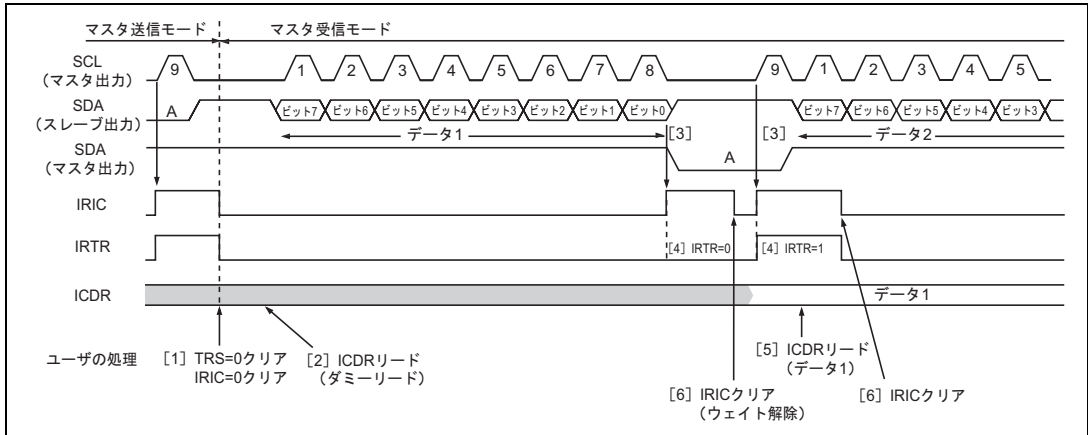 マスタ送信モード マスタ受信モード
SCL
（マスタ出力）
9 1 2 3 4 5 6 7 8 9 1 2 3 4 5
SDA
（スレーブ出力）
A ビット7 ビット6 ビット5 ビット4 ビット3 ビット2 ビット1 ビット0 ビット7 ビット6 ビット5 ビット4 ビット3
データ1 [3] [3] データ2
SDA
（マスタ出力）
A
IRIC
IRTR
[4] IRTR=0 [4] IRTR=1
ICDR
データ1
ユーザの処理
[1] TRS=0クリア
IRIC=0クリア
[2] ICDRリード
（ダミーリード）
[5] ICDRリード
（データ1）
[6] IRICクリア
（ウェイト解除）
[6] IRICクリア